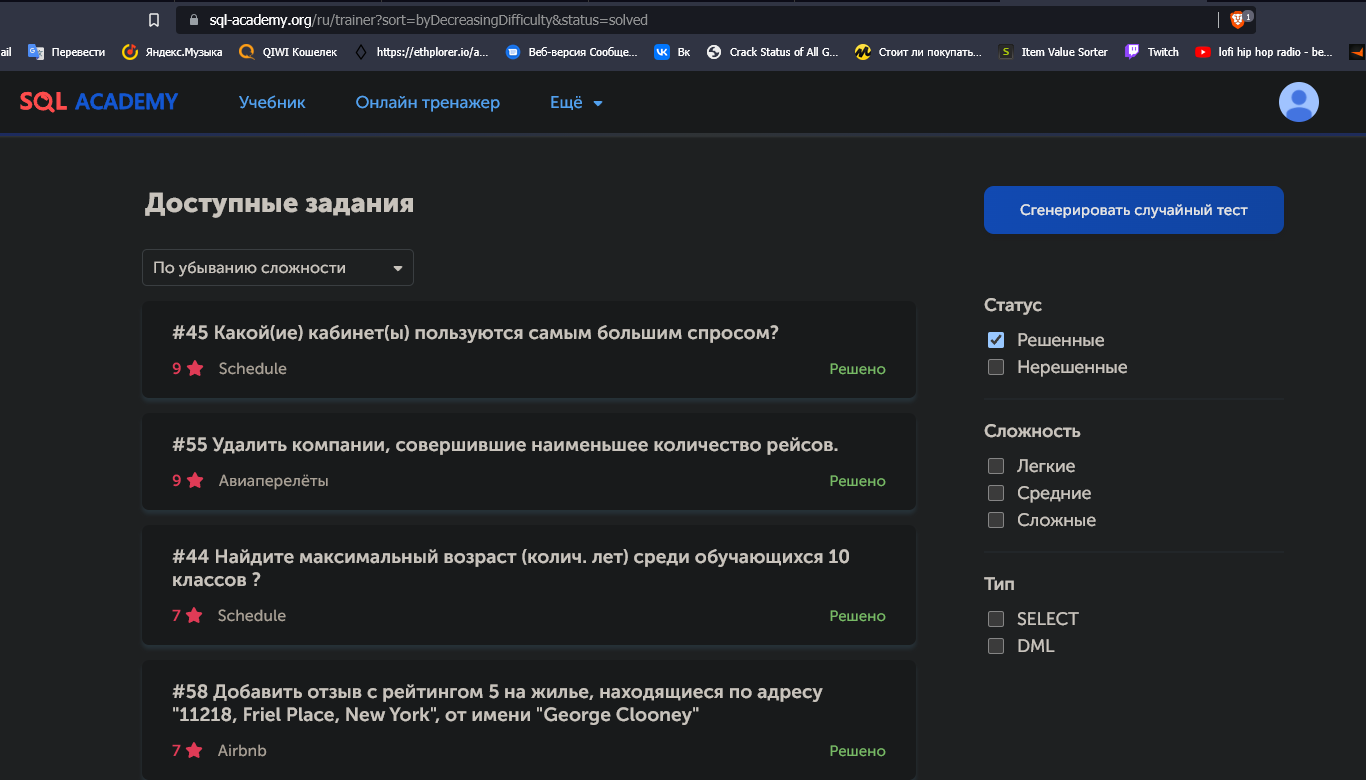 sql-academy.org/ru/trainer?sort=byDecreasingDifficulty&status=solved
1
ail Перевести Яндекс.Музыка QIWI Кошелек https://ethplorer.io/a... Веб-версия Сообще... Вк Crack Status of All G... Стоит ли покупать... S Item Value Sorter Twitch lofi hip hop radio - be...
SQL ACADEMY Учебник Онлайн тренажер Ещё
Доступные задания
Сгенерировать случайный тест
По убыванию сложности
#45 Какой(ие) кабинет(ы) пользуются самым большим спросом?
9 Schedule Решено
#55 Удалить компании, совершившие наименьшее количество рейсов.
9 Авиаперелёты Решено
#44 Найдите максимальный возраст (колич. лет) среди обучающихся 10
классов ?
7 Schedule Решено
#58 Добавить отзыв с рейтингом 5 на жилье, находящиеся по адресу
"11218, Friel Place, New York", от имени "George Clooney"
7 Airbnb Решено
Статус
Решенные
Нерешенные
Сложность
Легкие
Средние
Сложные
Тип
SELECT
DML